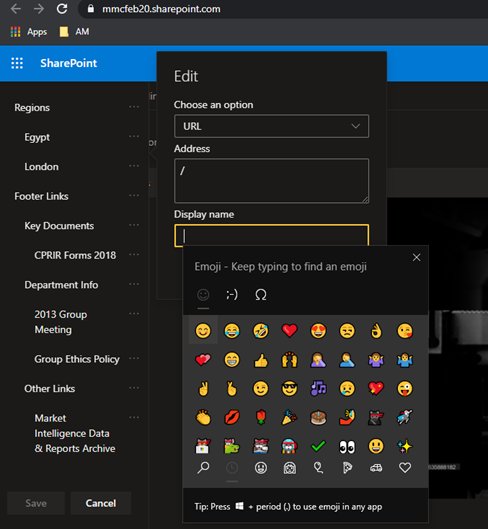 mmcfeb20.sharepoint.com
Apps
AM
SharePoint
Edit
Choose an option
URL
Address
/
Display name
Regions
Egypt
London
Footer Links
Key Documents
CPRIR Forms 2018
Department Info
2013 Group
Meeting
Group Ethics Policy
Other Links
Market
Intelligence Data
& Reports Archive
Save
Cancel
Emoji - Keep typing to find an emoji
;-)
Ω
Tip: Press + period (.) to use emoji in any app